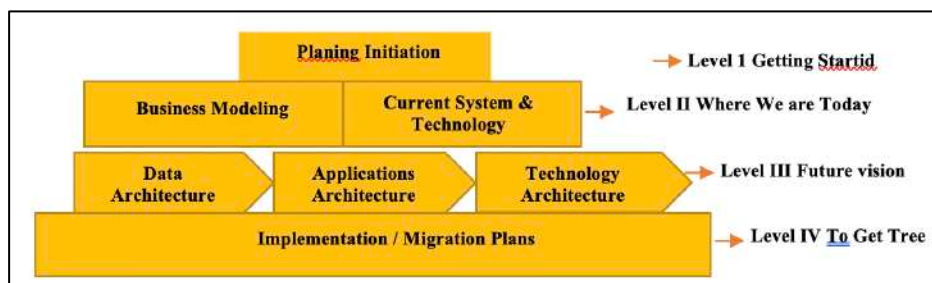 Planing Initiation
Level 1 Getting Startid
Business Modeling
Current System &
Technology
Level II Where We are Today
Data
Architecture
Applications
Architecture
Technology
Architecture
Level III Future vision
Implementation / Migration Plans
Level IV To Get Tree